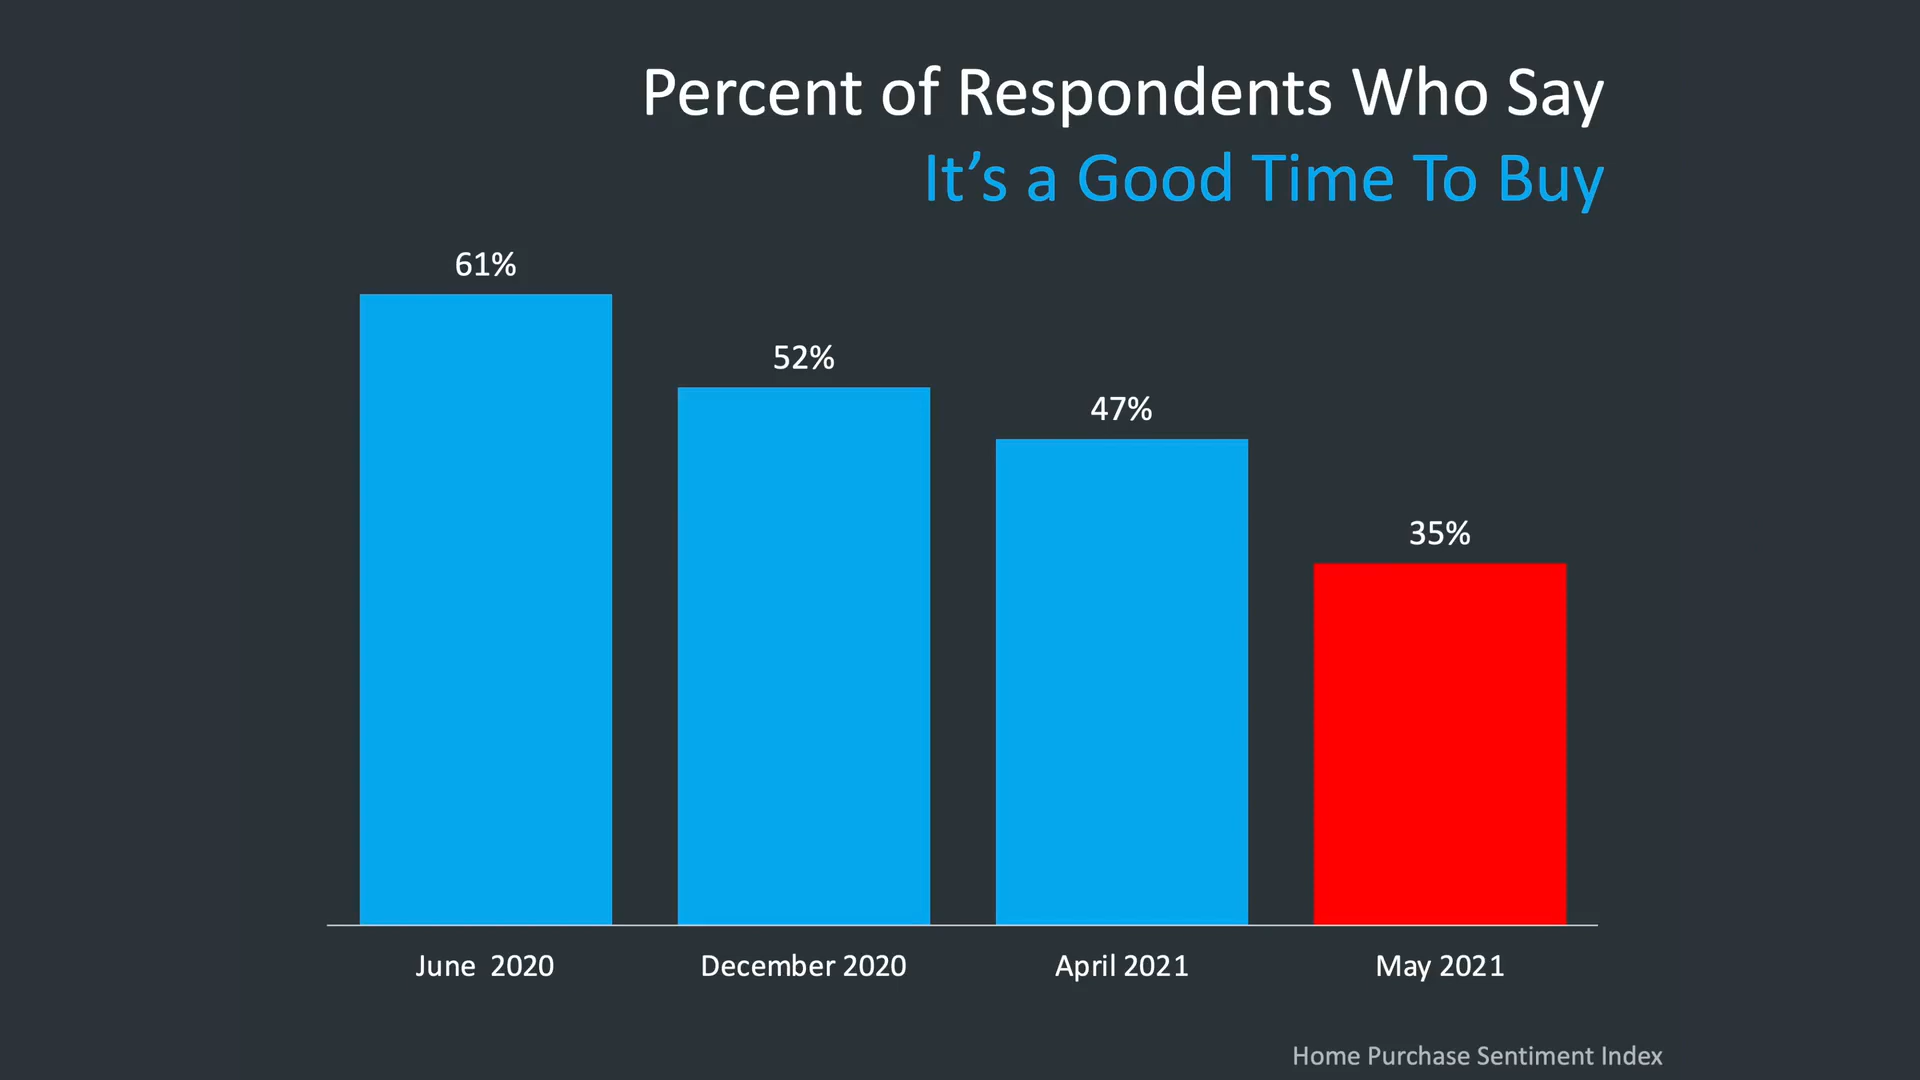 Percent of Respondents Who Say
It’s a Good Time To Buy
61%
52%
47%
35%
June 2020
December 2020
April 2021
May 2021
Home Purchase Sentiment Index